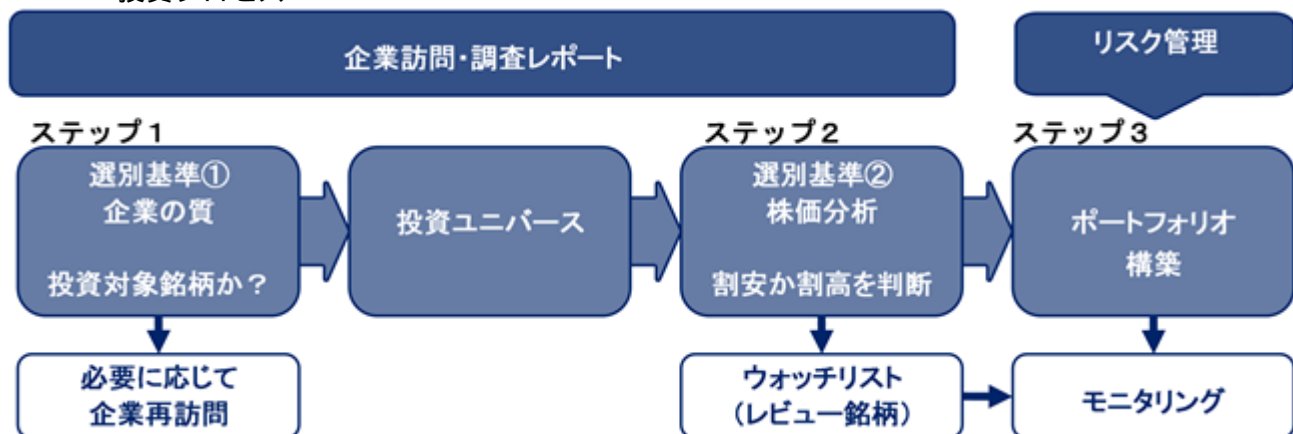 企業訪問・調査レポート
リスク管理
ステップ1
選別基準①
企業の質
投資対象銘柄か？
投資ユニバース
ステップ2
選別基準②
株価分析
割安か割高を判断
ステップ3
ポートフォリオ
構築
必要に応じて
企業再訪問
ウォッチリスト
（レビュー銘柄）
モニタリング